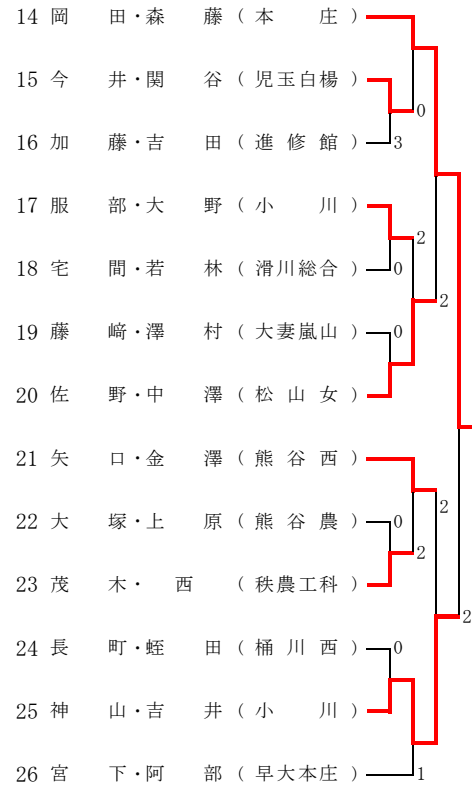 14 岡 田・森 藤 ( 本 庄 )
15 今 井・関 谷 ( 児玉白楊 )
0
16 加 藤・吉 田 ( 進 修 館 ) 3
17 服 部・大 野 ( 小 川 )
2
18 宅 間・若 林 ( 滑川総合 ) 0
2
19 藤 﨑・澤 村 ( 大妻嵐山 ) 0
20 佐 野・中 澤 ( 松 山 女 )
21 矢 口・金 澤 ( 熊 谷 西 )
2
22 大 塚・上 原 ( 熊 谷 農 ) 0
2
23 茂 木・ 西 ( 秩農工科 )
2
24 長 町・蛭 田 ( 桶 川 西 ) 0
25 神 山・吉 井 ( 小 川 )
26 宮 下・阿 部 ( 早大本庄 ) 1